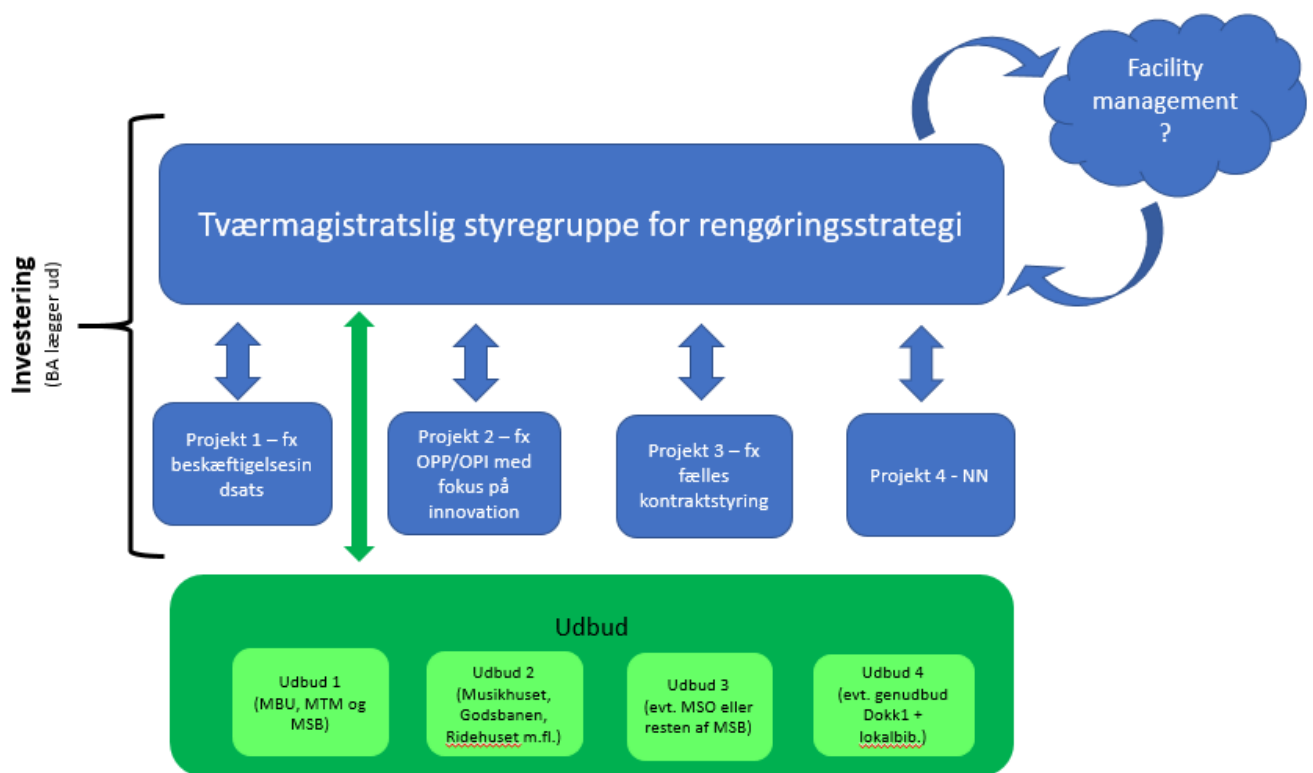 Facility
management
?
Tværmagistratslig styregruppe for rengøringsstrategi
Investering
(BA lægger ud)
Projekt 1 – fx
beskæftigelsesin
dsats
Projekt 2 – fx
OPP/OPI med
fokus på
innovation
Projekt 3 – fx
fælles
kontraktstyring
Projekt 4 - NN
Udbud
Udbud 1
(MBU, MTM og
MSB)
Udbud 2
(Musikhuset,
Godsbanen,
Ridehuset m.fl.)
Udbud 3
(evt. MSO eller
resten af MSB)
Udbud 4
(evt. genudbud
Dokk1 +
lokalbib.)